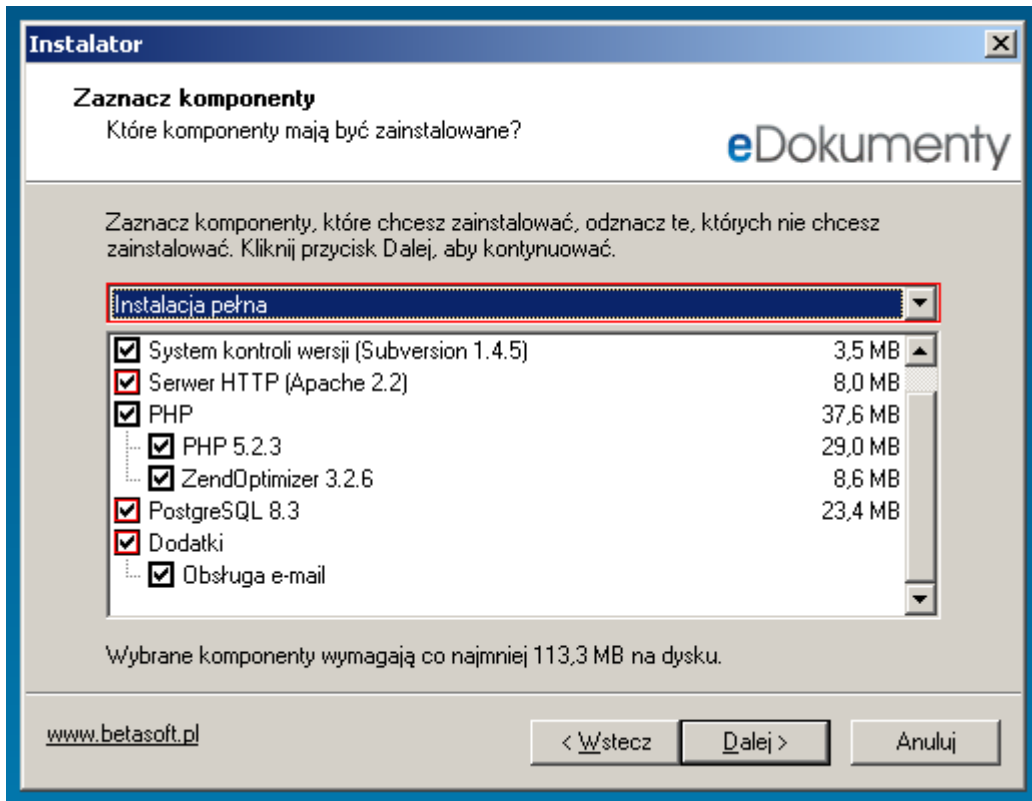 Instalator
Zaznacz komponenty
Które komponenty mają być zainstalowane?
eDokumenty
Zaznacz komponenty, które chcesz zainstalować, odznacz te, których nie chcesz
zainstalować. Kliknij przycisk Dalej, aby kontynuować.
Instalacja pełna
System kontroli wersji (Subversion 1.4.5) 3,5 MB
Serwer HTTP (Apache 2.2) 8,0 MB
PHP 37,6 MB
PHP 5.2.3 29,0 MB
ZendOptimizer 3.2.6 8,6 MB
PostgreSQL 8.3 23,4 MB
Dodatki
Obsługa e-mail
Wybrane komponenty wymagają co najmniej 113,3 MB na dysku.
www.betasoft.pl
< Wstecz Dalej > Anuluj